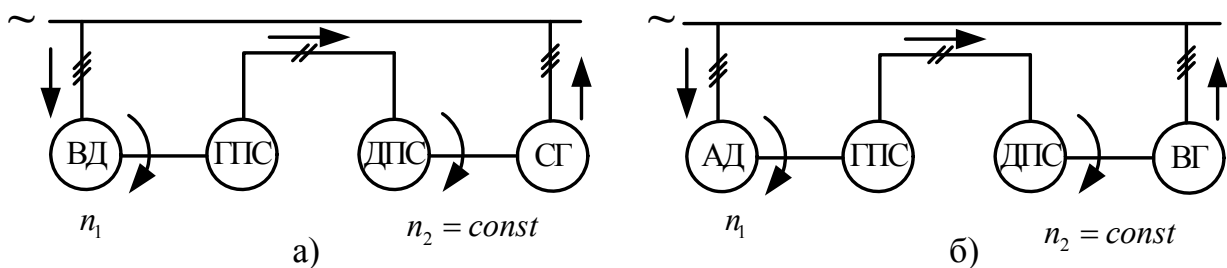 ~ ~
ВД ГПС ДПС СГ АД ГПС ДПС ВГ
n₁ n₂ = const n₁ n₂ = const
а) б)